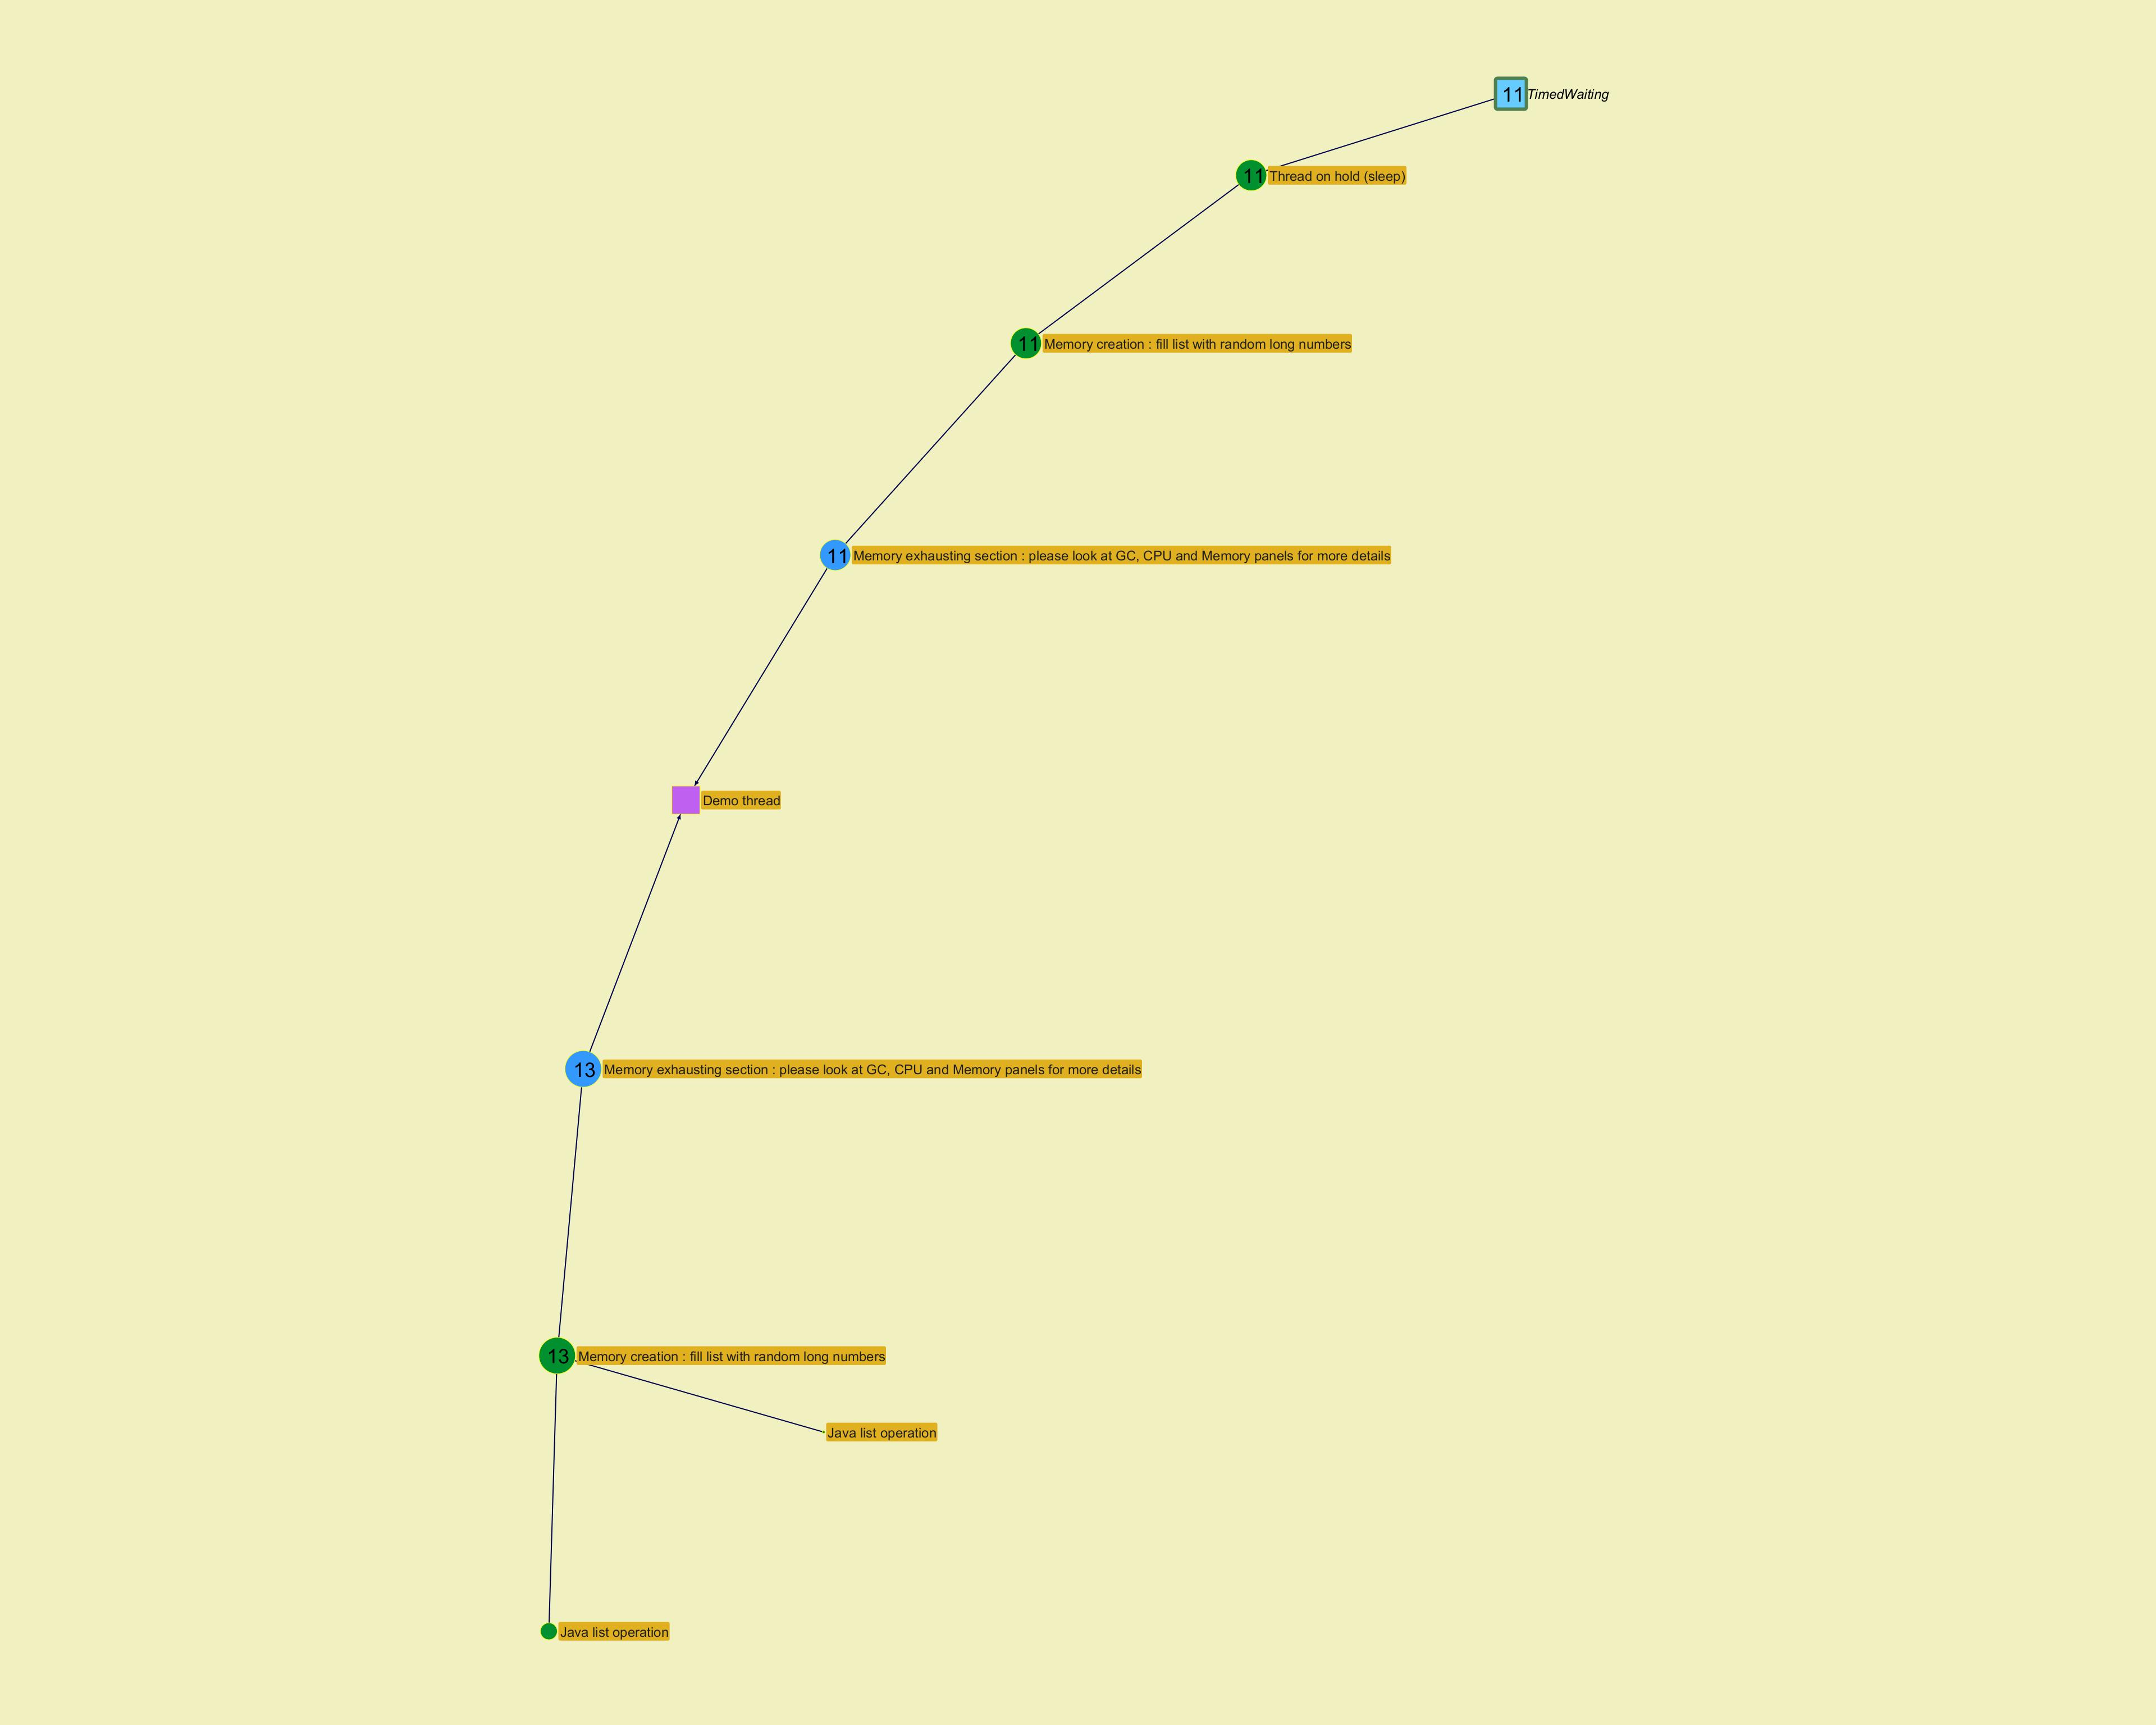 11 TimedWaiting
11 Thread on hold (sleep)
11 Memory creation : fill list with random long numbers
11 Memory exhausting section : please look at GC, CPU and Memory panels for more details
Demo thread
13 Memory exhausting section : please look at GC, CPU and Memory panels for more details
13 Memory creation : fill list with random long numbers
Java list operation
Java list operation